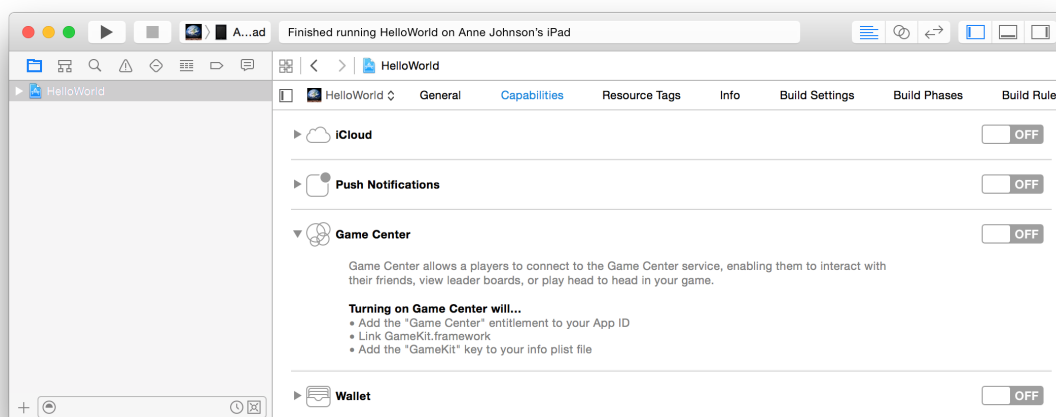 A...ad
Finished running HelloWorld on Anne Johnson's iPad
HelloWorld
HelloWorld
HelloWorld
General
Capabilities
Resource Tags
Info
Build Settings
Build Phases
Build Rule
iCloud
OFF
Push Notifications
OFF
Game Center
OFF
Game Center allows a players to connect to the Game Center service, enabling them to interact with
their friends, view leader boards, or play head to head in your game.
Turning on Game Center will...
• Add the "Game Center" entitlement to your App ID
• Link GameKit.framework
• Add the "GameKit" key to your info plist file
Wallet
OFF